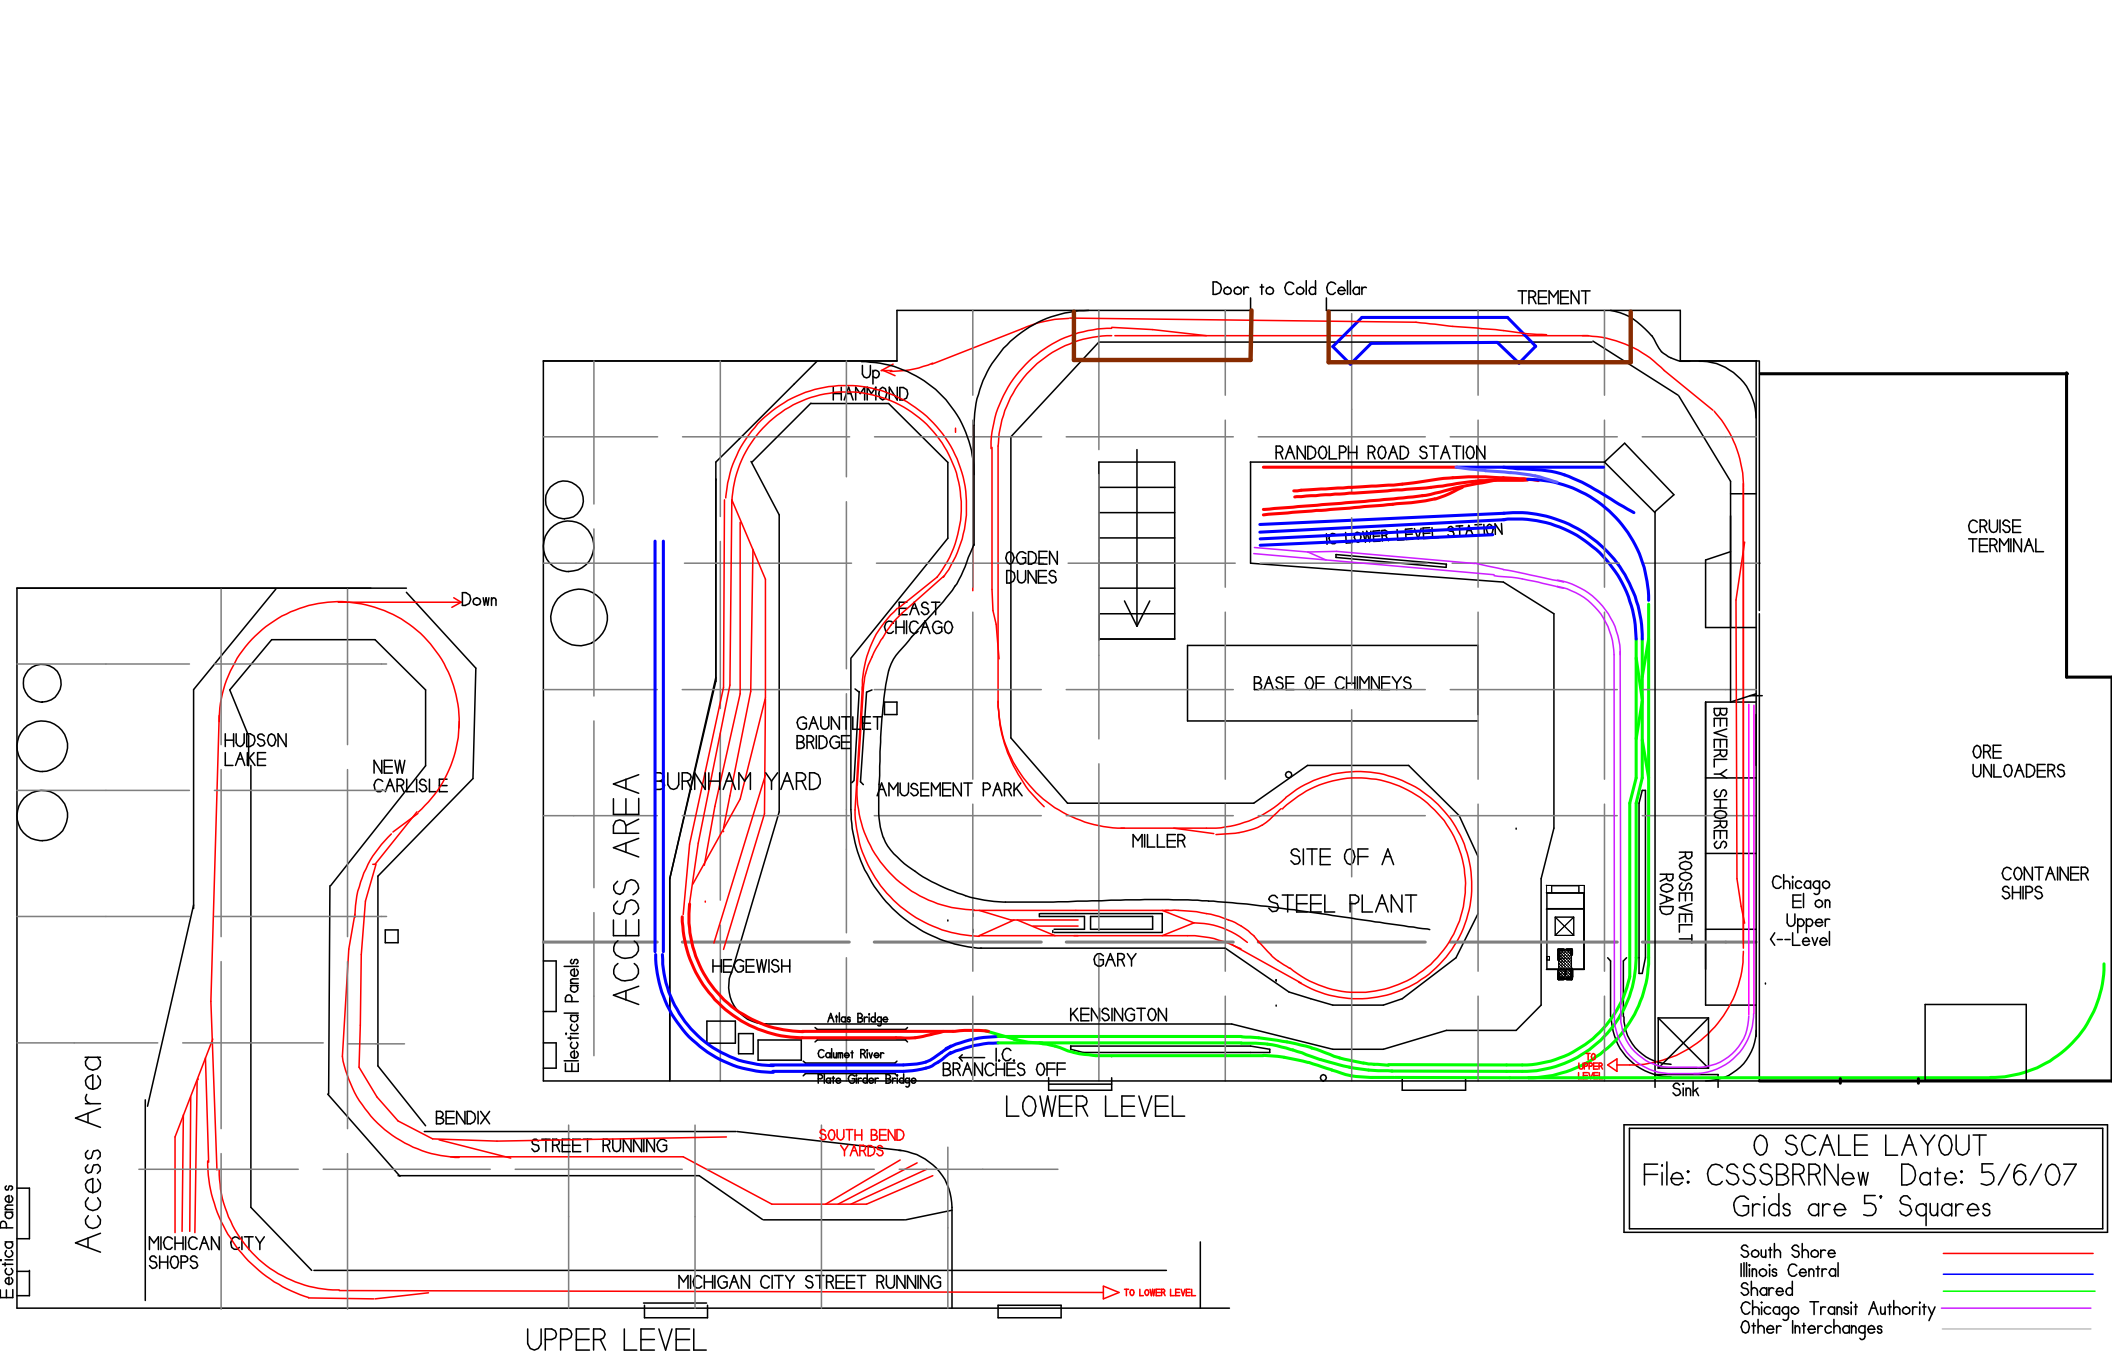 Door to Cold Cellar
TREMENT
Up
HAMMOND
RANDOLPH ROAD STATION
IC LOWER LEVEL STATION
CRUISE
TERMINAL
OGDEN
DUNES
Down
EAST
CHICAGO
BASE OF CHIMNEYS
GAUNTLET
BRIDGE
HUDSON
LAKE
NEW
CARLISLE
BURNHAM YARD
AMUSEMENT PARK
ACCESS AREA
BEVERLY SHORES
ORE
UNLOADERS
MILLER
SITE OF A
STEEL PLANT
ROOSEVELT
ROAD
Chicago
El on
Upper
<--Level
CONTAINER
SHIPS
GARY
HEGEWISH
Electical Panels
KENSINGTON
Atlas Bridge
Calumet River
Plate Girder Bridge
<-- I.C.
BRANCHES OFF
TO
UPPER
LEVEL
Sink
LOWER LEVEL
Access Area
BENDIX
STREET RUNNING
SOUTH BEND
YARDS
Electica Panes
MICHICAN CITY
SHOPS
MICHIGAN CITY STREET RUNNING
TO LOWER LEVEL
UPPER LEVEL
O SCALE LAYOUT
File: CSSSBRRNew Date: 5/6/07
Grids are 5' Squares
South Shore
Illinois Central
Shared
Chicago Transit Authority
Other Interchanges